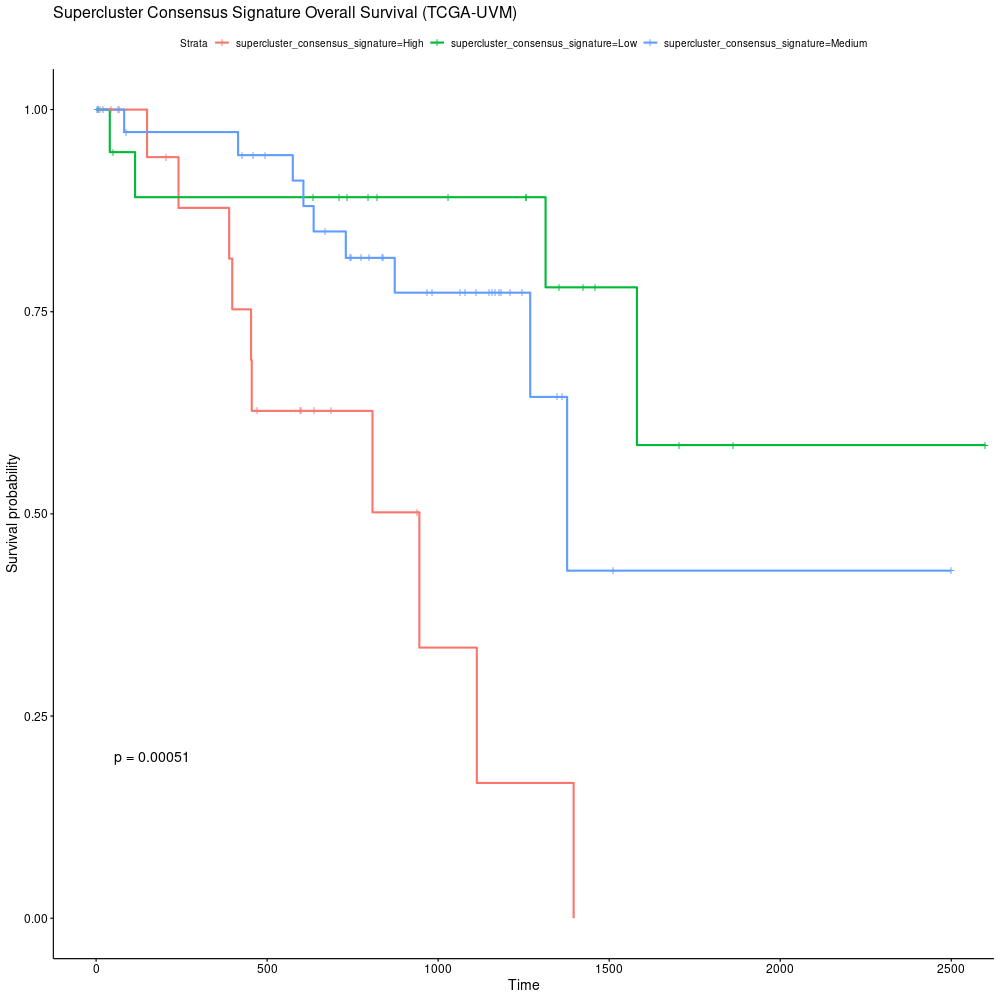 Supercluster Consensus Signature Overall Survival (TCGA-UVM)
Strata supercluster_consensus_signature=High supercluster_consensus_signature=Low supercluster_consensus_signature=Medium
1.00
0.75
0.50
0.25
0.00
Survival probability
p = 0.00051
0 500 1000 1500 2000 2500
Time